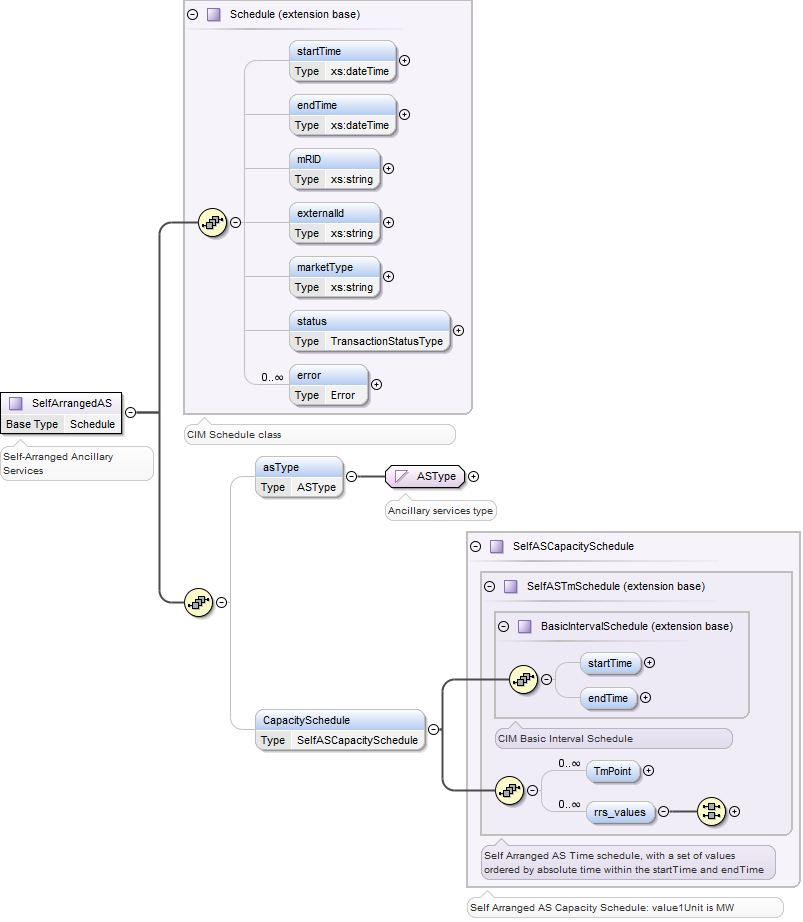 Schedule (extension base)
startTime
Type xs:dateTime
endTime
Type xs:dateTime
mRID
Type xs:string
externalId
Type xs:string
marketType
Type xs:string
status
Type TransactionStatusType
0..∞
error
Type Error
CIM Schedule class
SelfArrangedAS
Base Type Schedule
Self-Arranged Ancillary
Services
asType
Type ASType
ASType
Ancillary services type
CapacitySchedule
Type SelfASCapacitySchedule
SelfASCapacitySchedule
SelfASTmSchedule (extension base)
BasicIntervalSchedule (extension base)
startTime
endTime
CIM Basic Interval Schedule
0..∞
TmPoint
0..∞
rrs_values
Self Arranged AS Time schedule, with a set of values
ordered by absolute time within the startTime and endTime
Self Arranged AS Capacity Schedule: value1Unit is MW